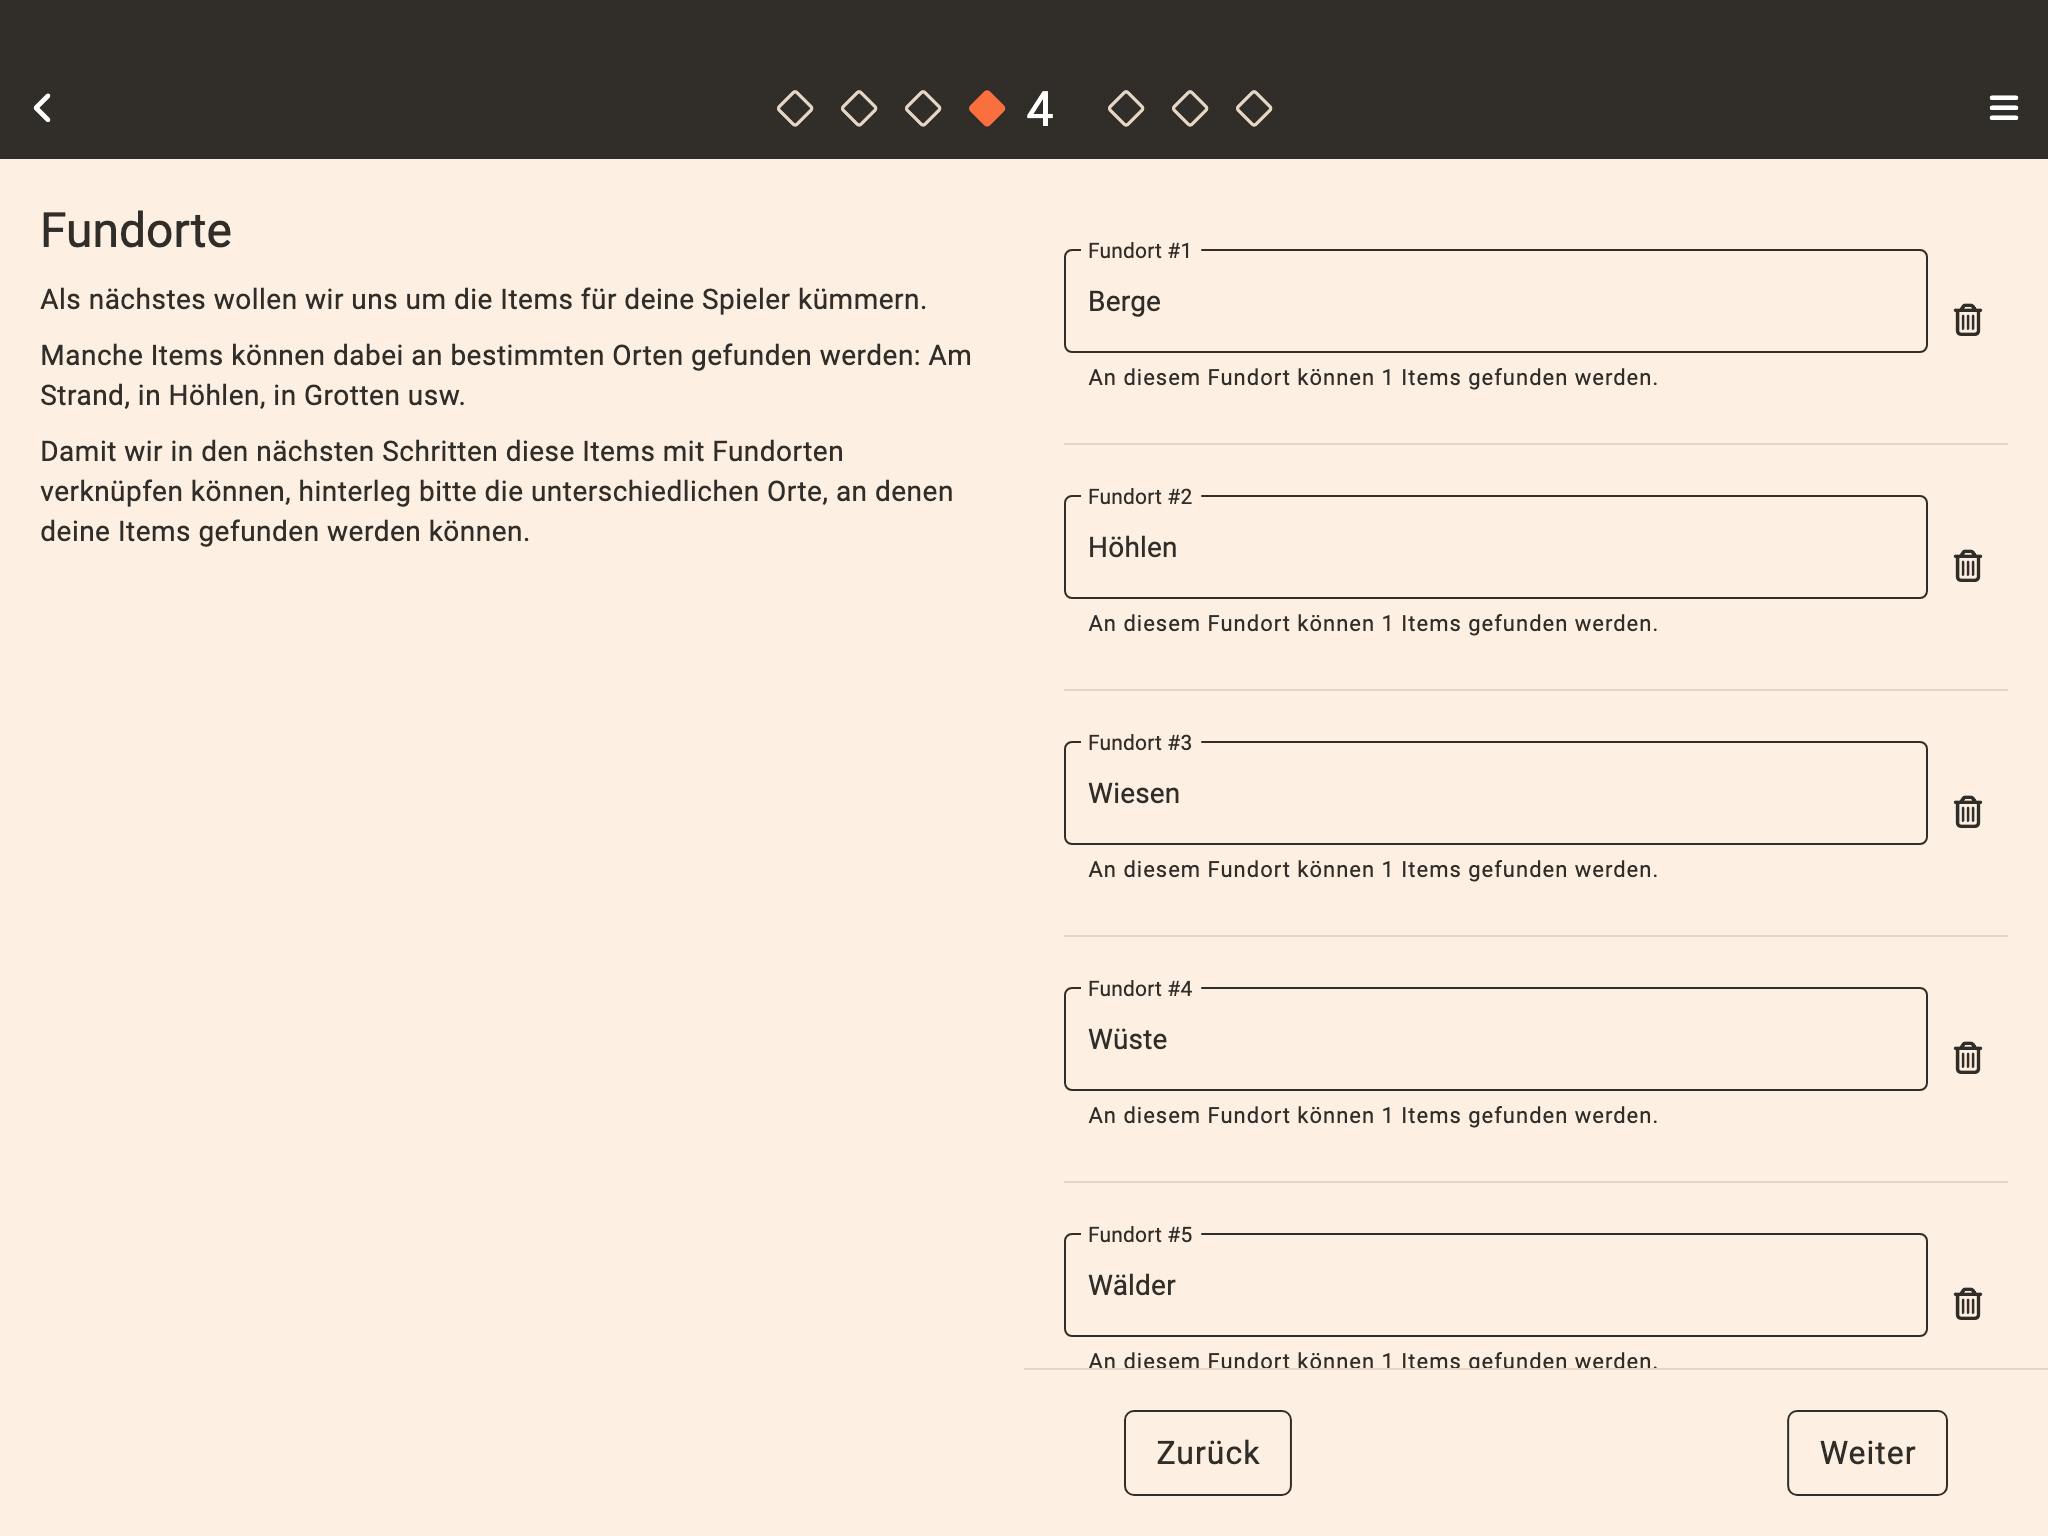 4
Fundorte
Als nächstes wollen wir uns um die Items für deine Spieler kümmern.
Manche Items können dabei an bestimmten Orten gefunden werden: Am
Strand, in Höhlen, in Grotten usw.
Damit wir in den nächsten Schritten diese Items mit Fundorten
verknüpfen können, hinterleg bitte die unterschiedlichen Orte, an denen
deine Items gefunden werden können.
Fundort #1
Berge
An diesem Fundort können 1 Items gefunden werden.
Fundort #2
Höhlen
An diesem Fundort können 1 Items gefunden werden.
Fundort #3
Wiesen
An diesem Fundort können 1 Items gefunden werden.
Fundort #4
Wüste
An diesem Fundort können 1 Items gefunden werden.
Fundort #5
Wälder
An diesem Fundort können 1 Items gefunden werden.
Zurück
Weiter